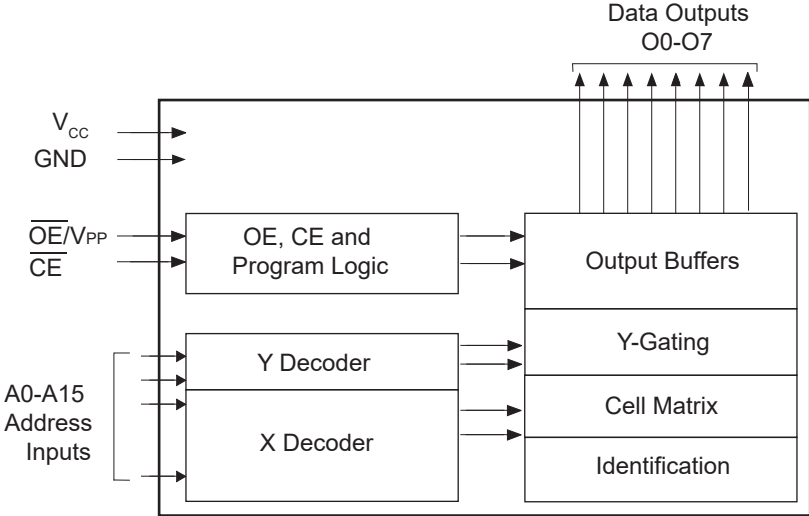 Data Outputs
O0-O7
VCC
GND
OE/VPP
CE
OE, CE and
Program Logic
Output Buffers
Y Decoder
Y-Gating
A0-A15
Address
Inputs
X Decoder
Cell Matrix
Identification